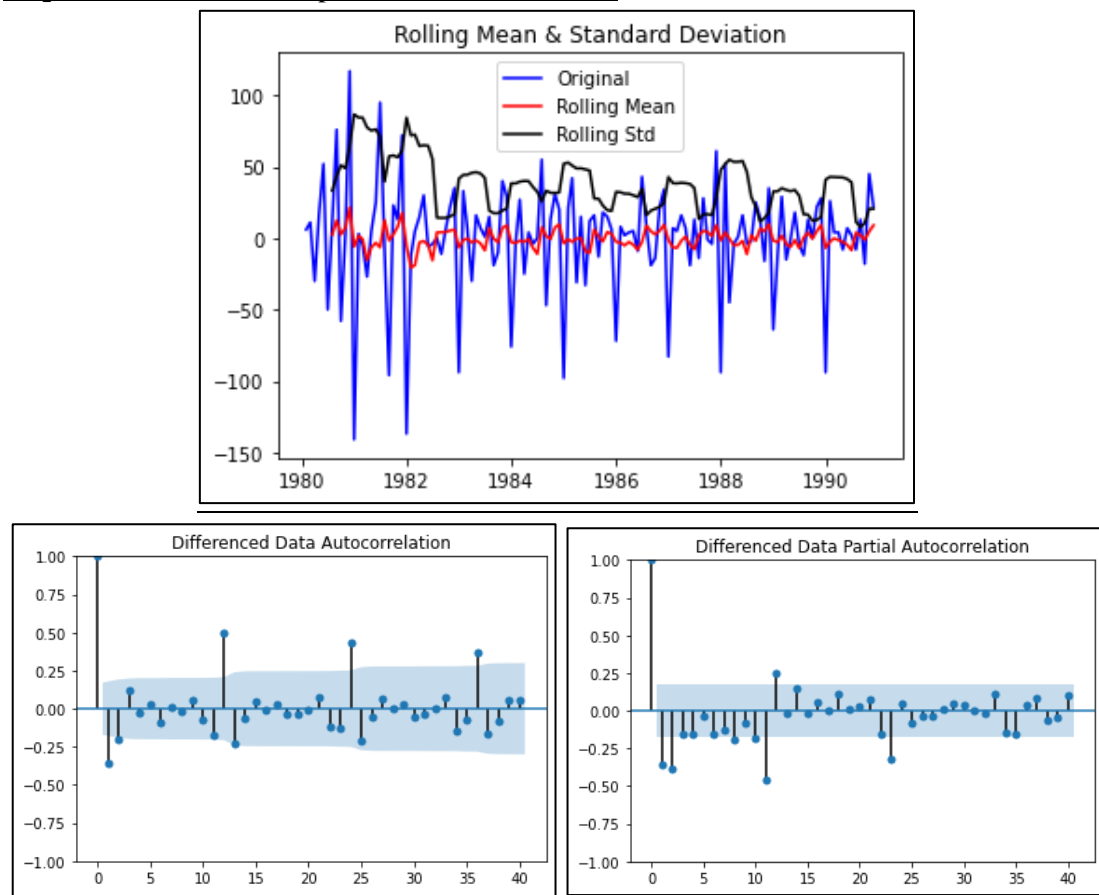 Rolling Mean & Standard Deviation
Original
Rolling Mean
Rolling Std
100
50
0
−50
−100
−150
1980 1982 1984 1986 1988 1990
Differenced Data Autocorrelation
1.00
0.75
0.50
0.25
0.00
−0.25
−0.50
−0.75
−1.00
0 5 10 15 20 25 30 35 40
Differenced Data Partial Autocorrelation
1.00
0.75
0.50
0.25
0.00
−0.25
−0.50
−0.75
−1.00
0 5 10 15 20 25 30 35 40